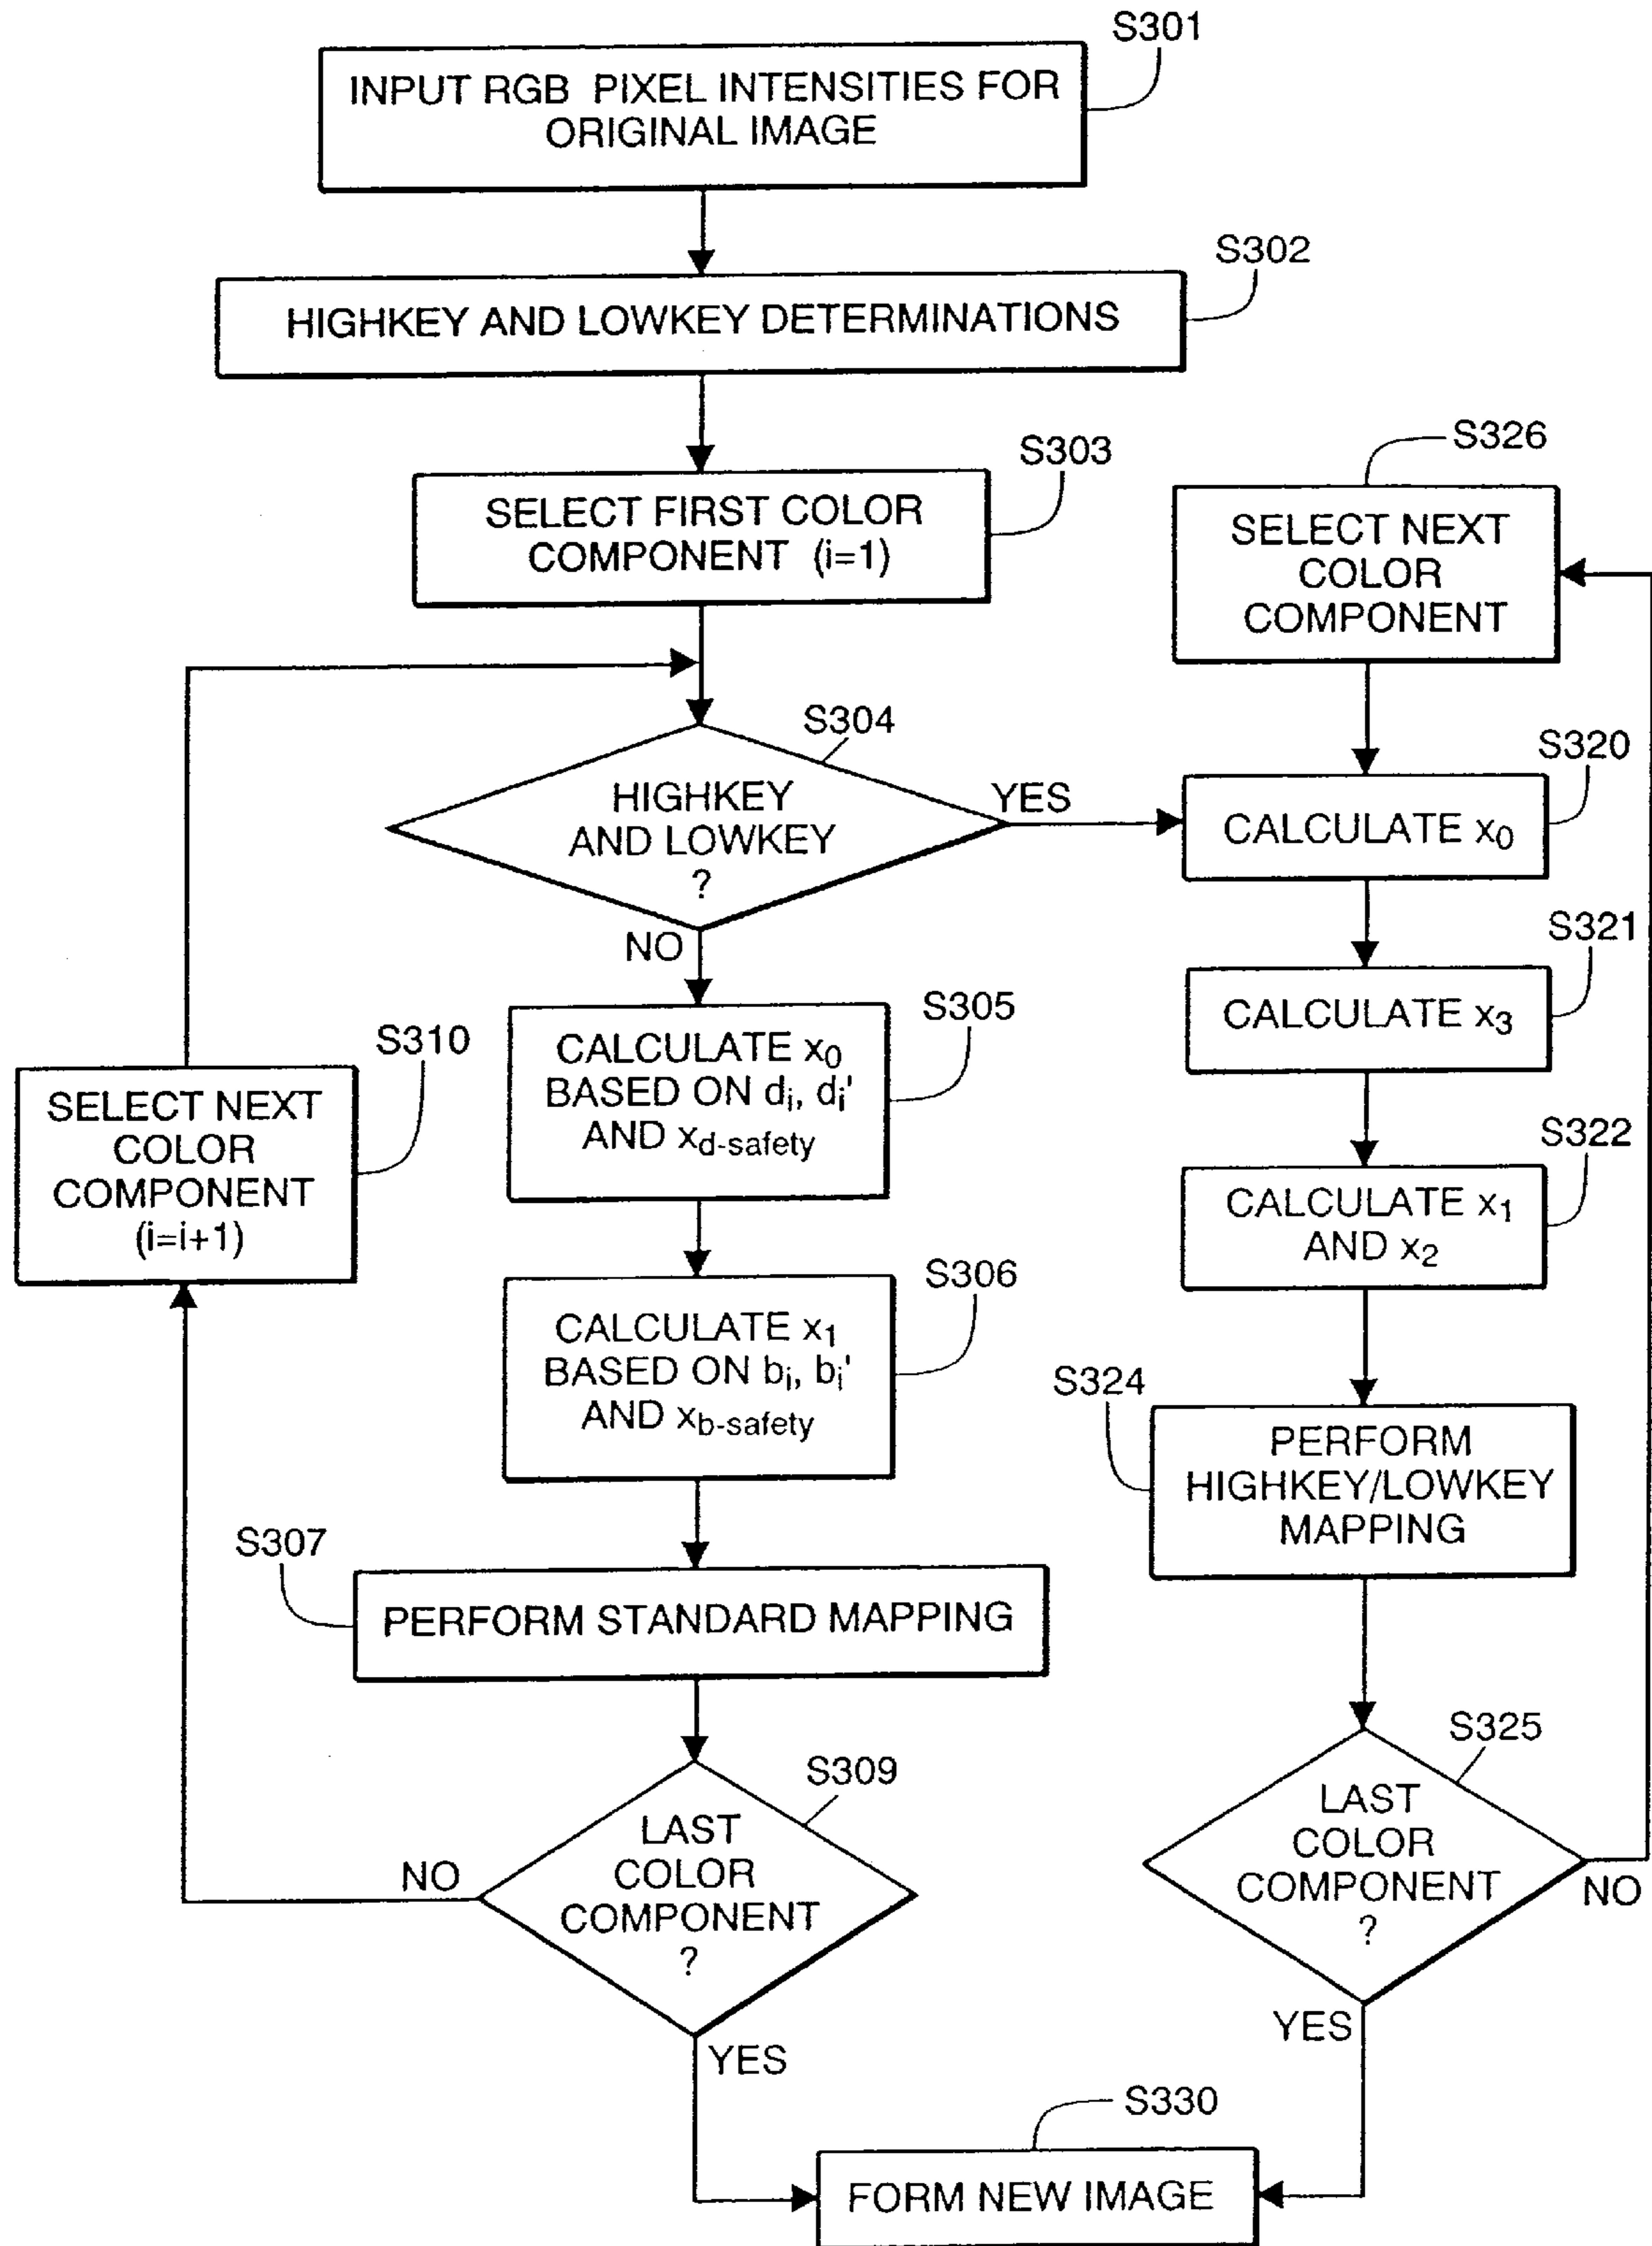 S301
INPUT RGB PIXEL INTENSITIES FOR
ORIGINAL IMAGE
S302
HIGHKEY AND LOWKEY DETERMINATIONS
S303
SELECT FIRST COLOR
COMPONENT (i=1)
S326
SELECT NEXT
COLOR
COMPONENT
S304
HIGHKEY
AND LOWKEY
?
YES
NO
S320
CALCULATE x₀
S321
CALCULATE x₃
S305
CALCULATE x₀
BASED ON dᵢ, dᵢ'
AND x_d-safety
S310
SELECT NEXT
COLOR
COMPONENT
(i=i+1)
S322
CALCULATE x₁
AND x₂
S306
CALCULATE x₁
BASED ON bᵢ, bᵢ'
AND x_b-safety
S324
PERFORM
HIGHKEY/LOWKEY
MAPPING
S307
PERFORM STANDARD MAPPING
S309
LAST
COLOR
COMPONENT
?
NO
YES
S325
LAST
COLOR
COMPONENT
?
NO
YES
S330
FORM NEW IMAGE